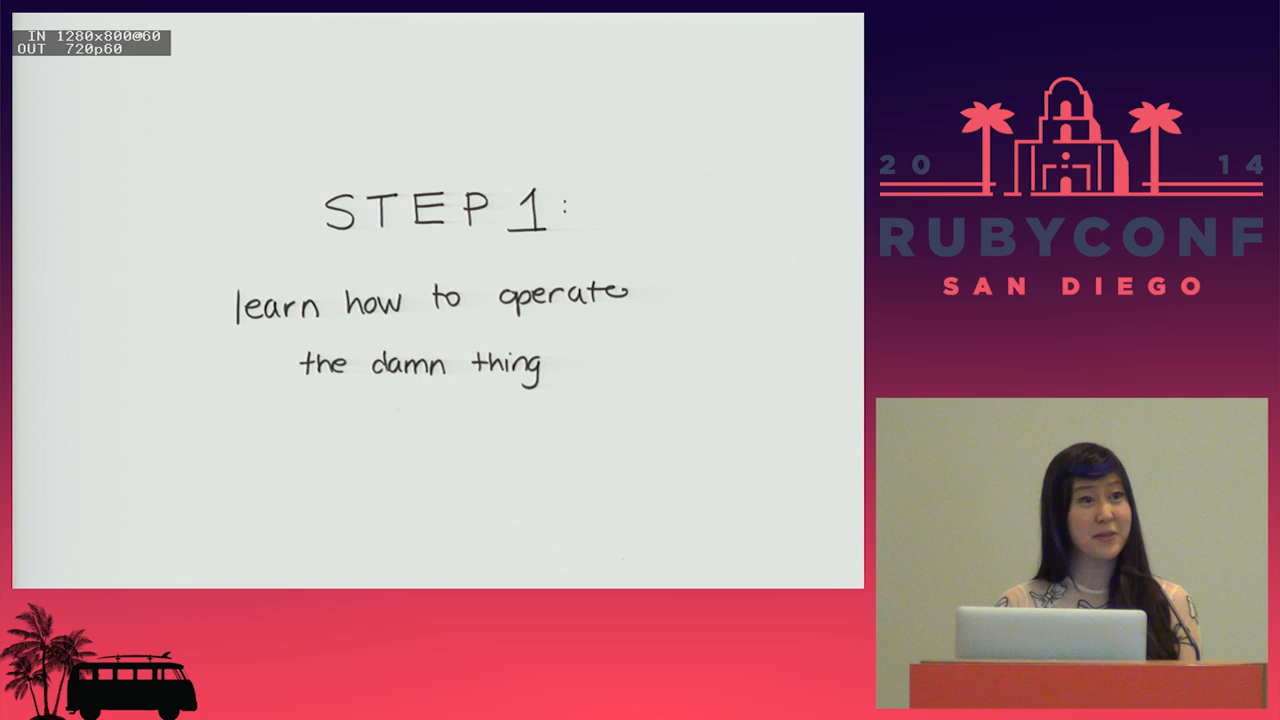 IN 1280x800@60
OUT 720p60
STEP 1:
learn how to operate
the damn thing
20 14
RUBYCONF
SAN DIEGO